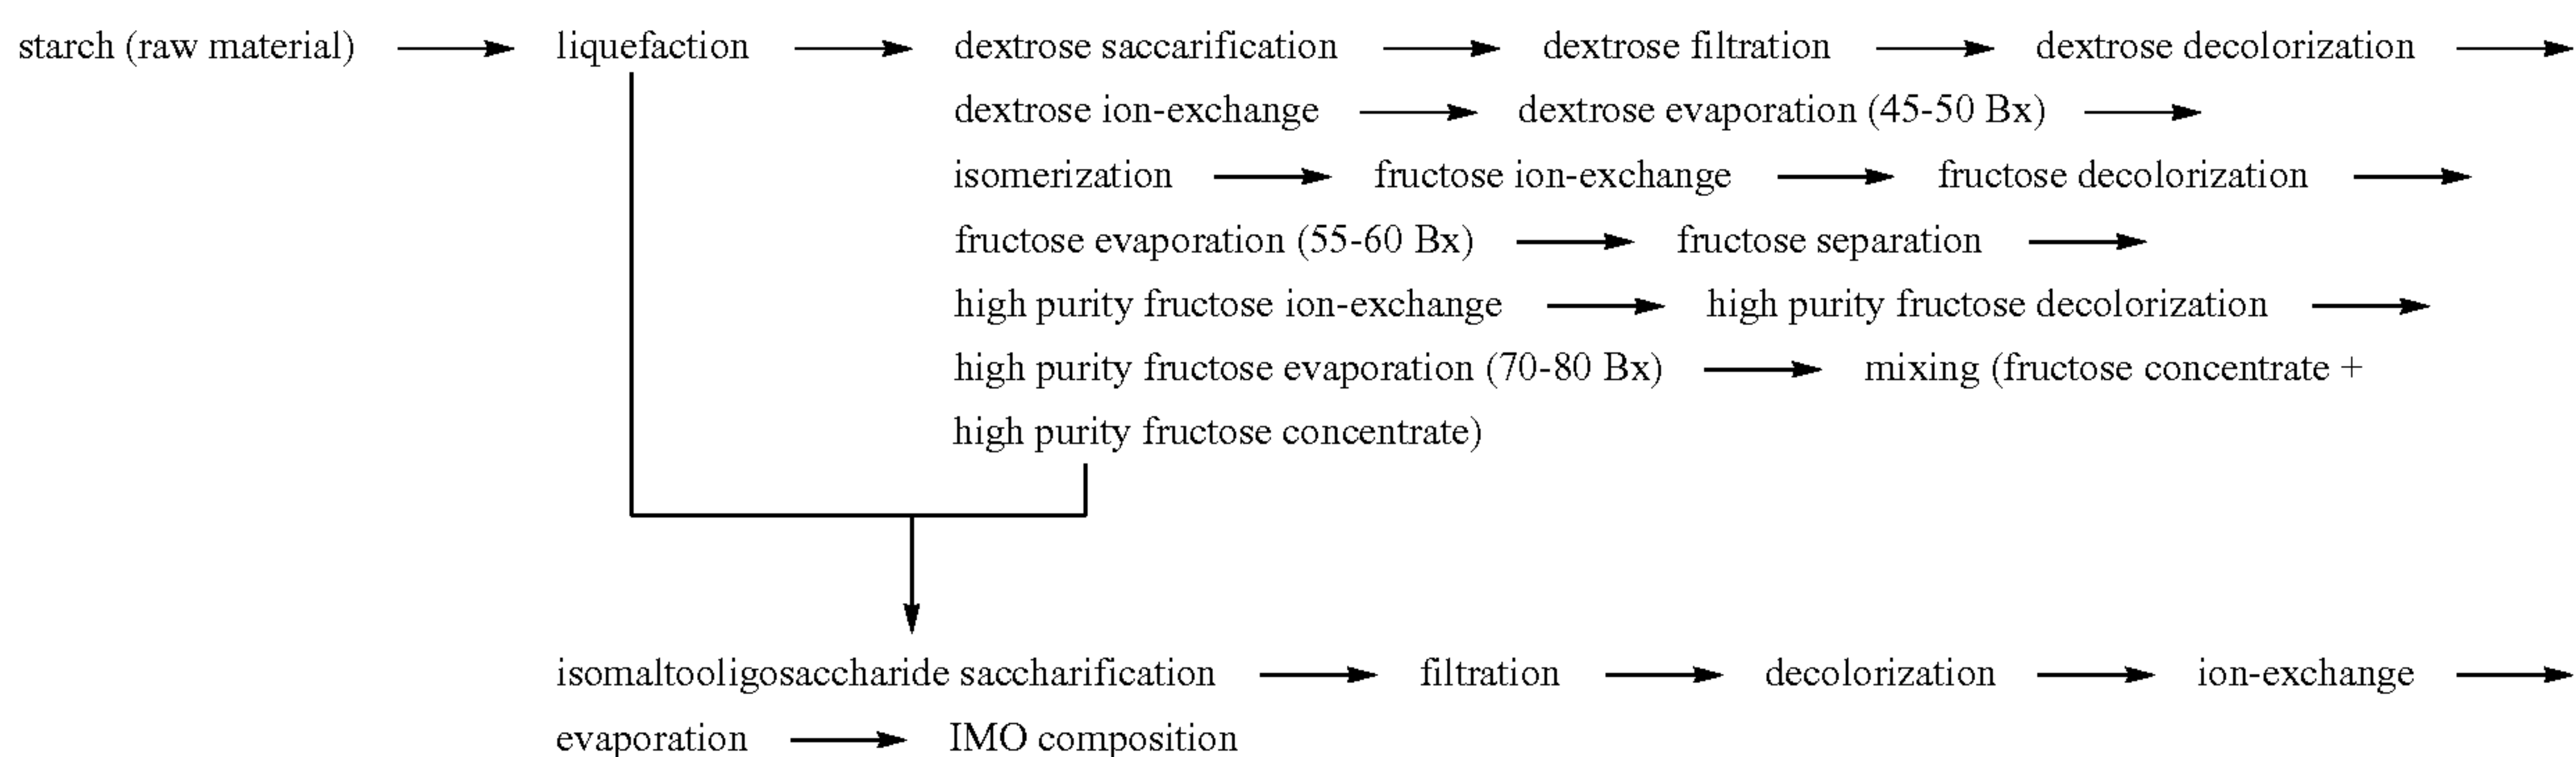 starch (raw material) → liquefaction → dextrose saccarification → dextrose filtration → dextrose decolorization →
dextrose ion-exchange → dextrose evaporation (45-50 Bx) →
isomerization → fructose ion-exchange → fructose decolorization →
fructose evaporation (55-60 Bx) → fructose separation →
high purity fructose ion-exchange → high purity fructose decolorization →
high purity fructose evaporation (70-80 Bx) → mixing (fructose concentrate +
high purity fructose concentrate)
isomaltooligosaccharide saccharification → filtration → decolorization → ion-exchange →
evaporation → IMO composition